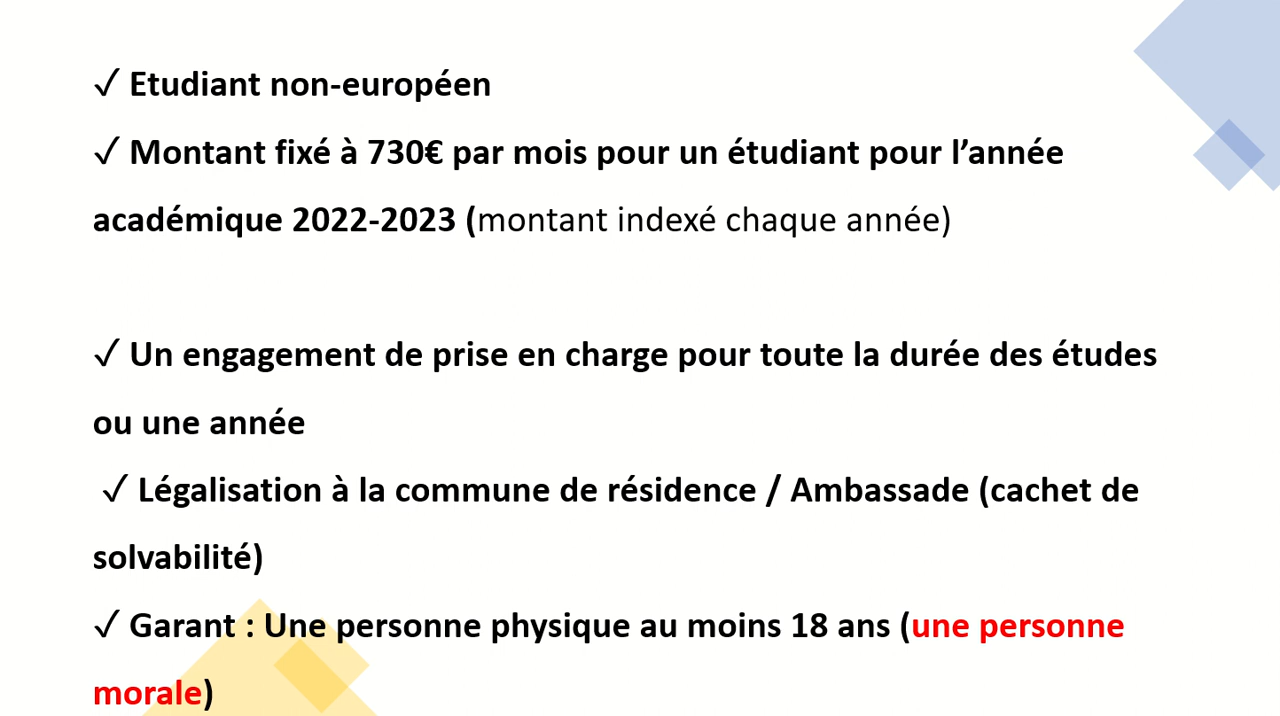 ✓ Etudiant non-européen
✓ Montant fixé à 730€ par mois pour un étudiant pour l’année
académique 2022-2023 (montant indexé chaque année)
✓ Un engagement de prise en charge pour toute la durée des études
ou une année
✓ Légalisation à la commune de résidence / Ambassade (cachet de
solvabilité)
✓ Garant : Une personne physique au moins 18 ans (une personne
morale)